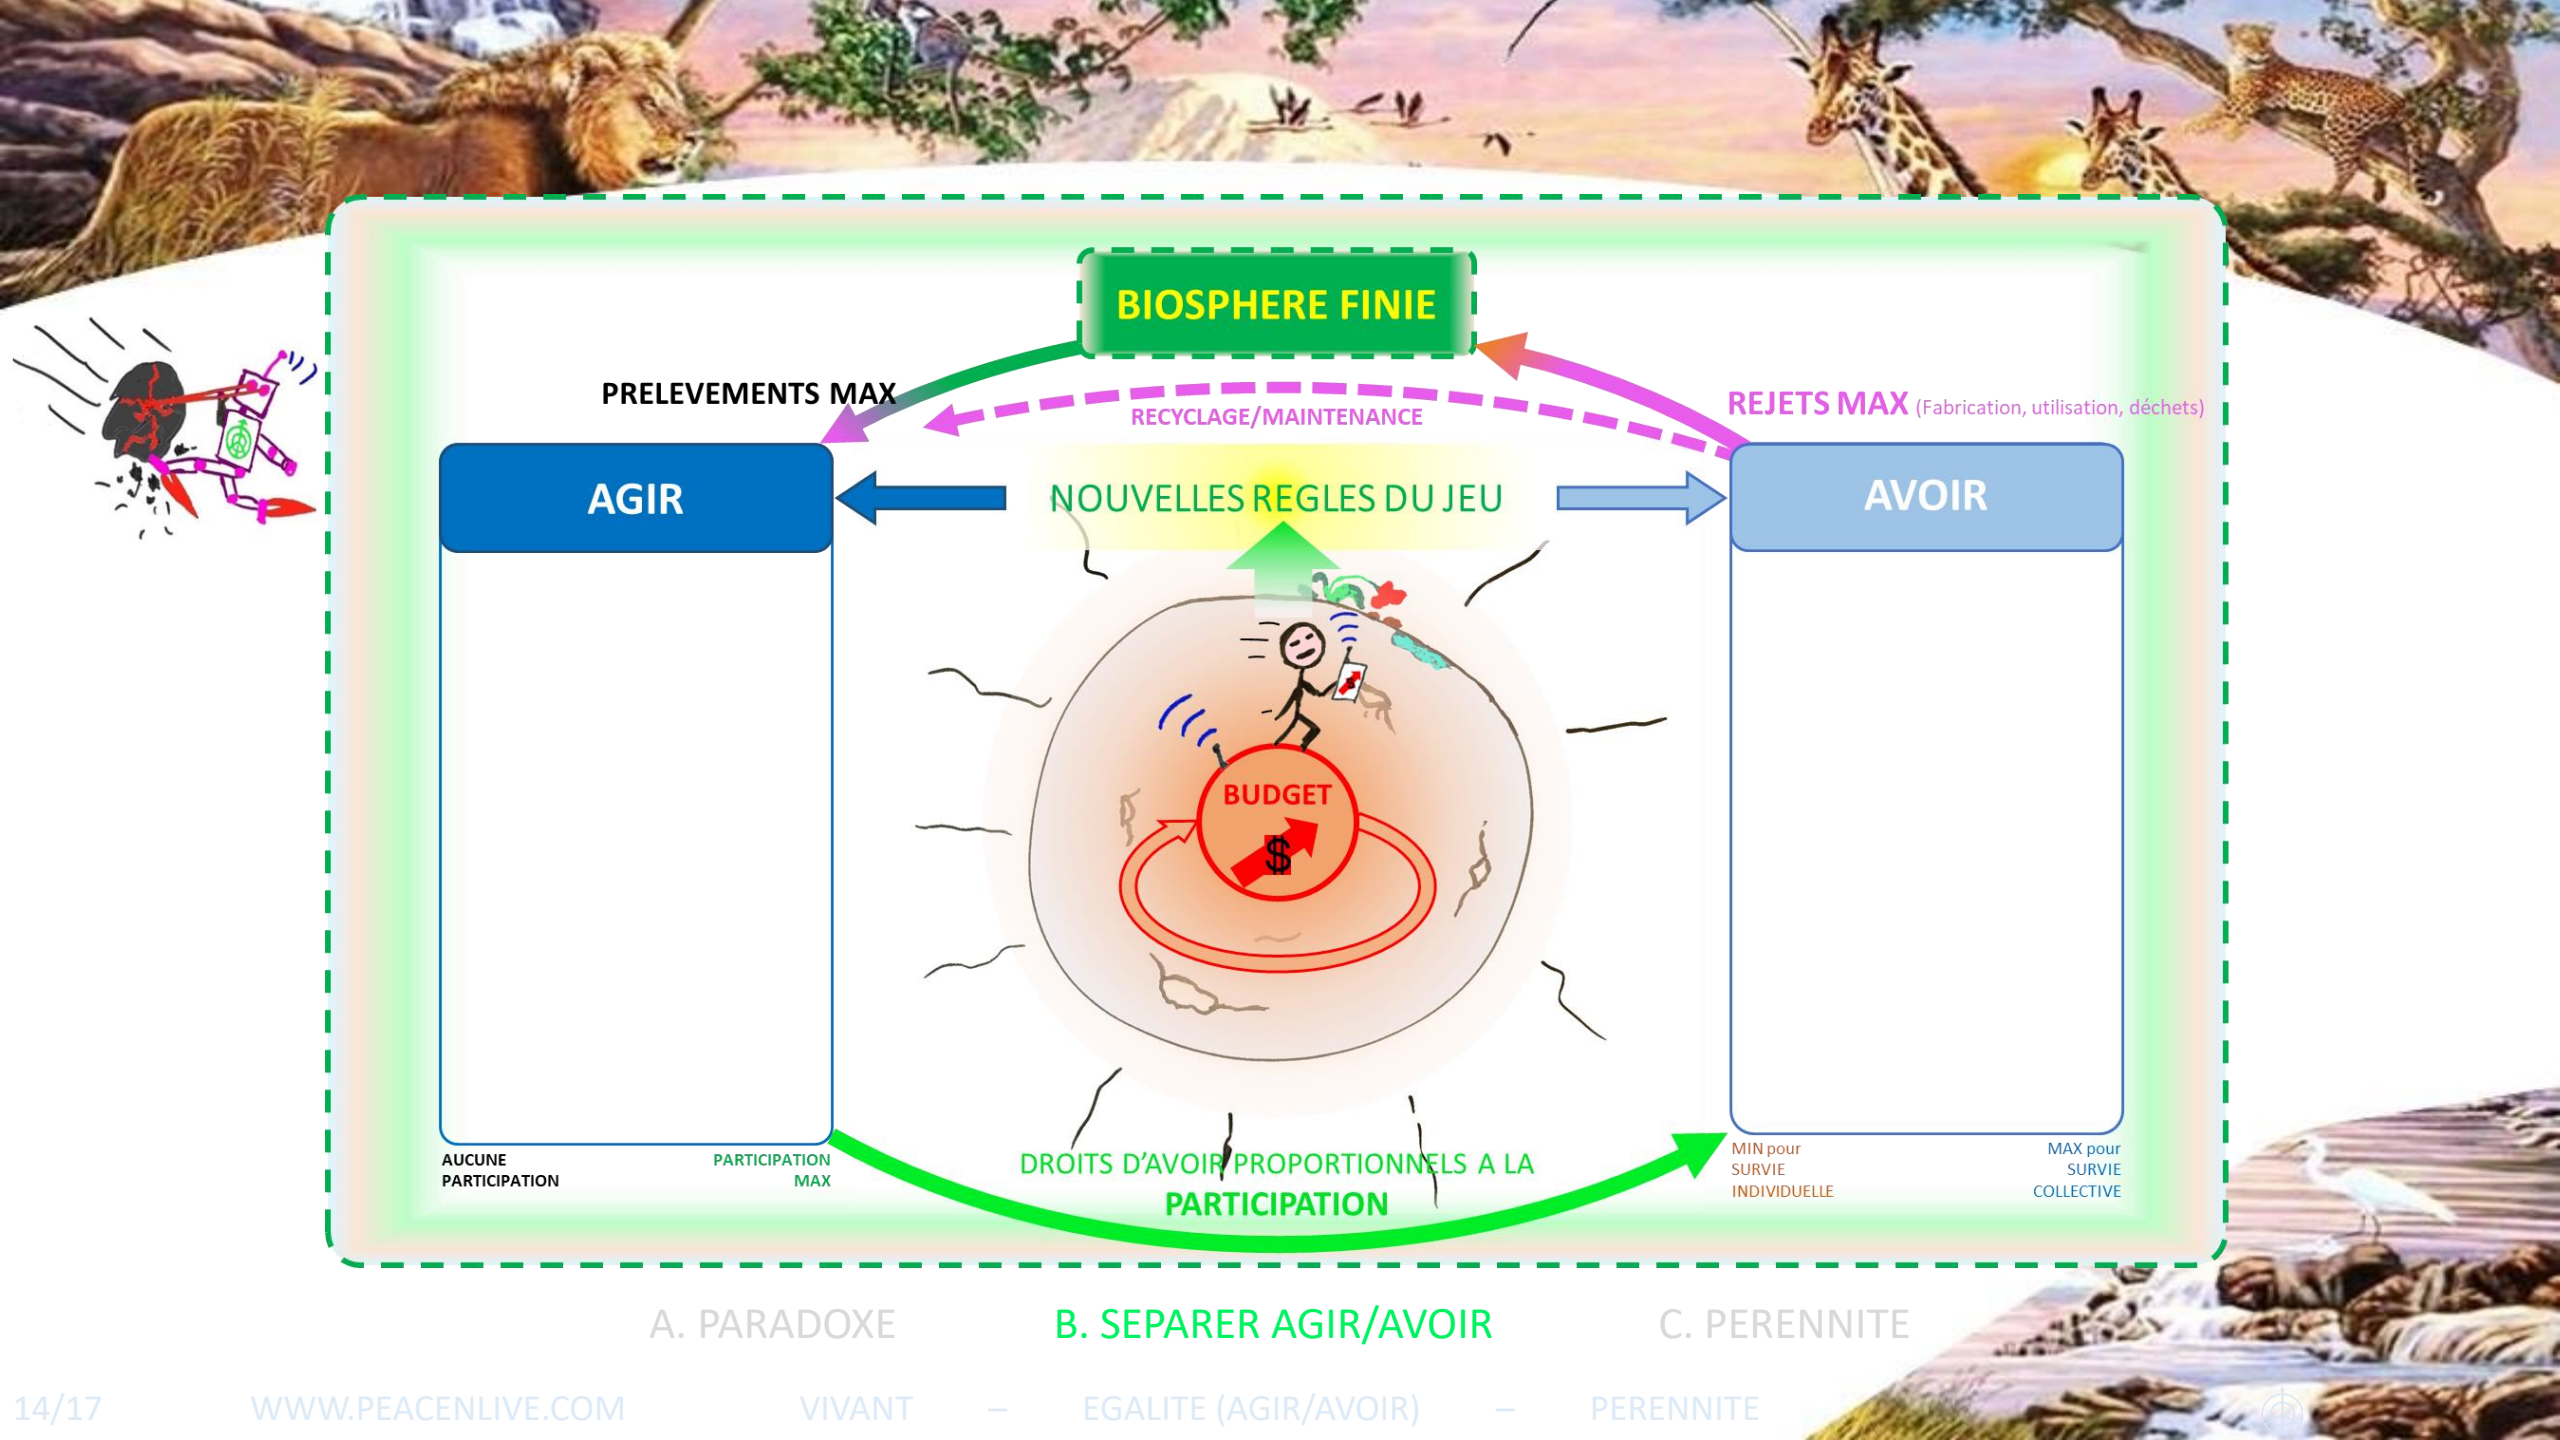 BIOSPHERE FINIE
PRELEVEMENTS MAX
REJETS MAX (Fabrication, utilisation, déchets)
RECYCLAGE/MAINTENANCE
AGIR
NOUVELLES REGLES DU JEU
AVOIR
BUDGET
$
AUCUNE
PARTICIPATION
PARTICIPATION
MAX
DROITS D'AVOIR PROPORTIONNELS A LA
PARTICIPATION
MIN pour
SURVIE
INDIVIDUELLE
MAX pour
SURVIE
COLLECTIVE
A. PARADOXE
B. SEPARER AGIR/AVOIR
C. PERENNITE
14/17
WWW.PEACENLIVE.COM
VIVANT – EGALITE (AGIR/AVOIR) – PERENNITE